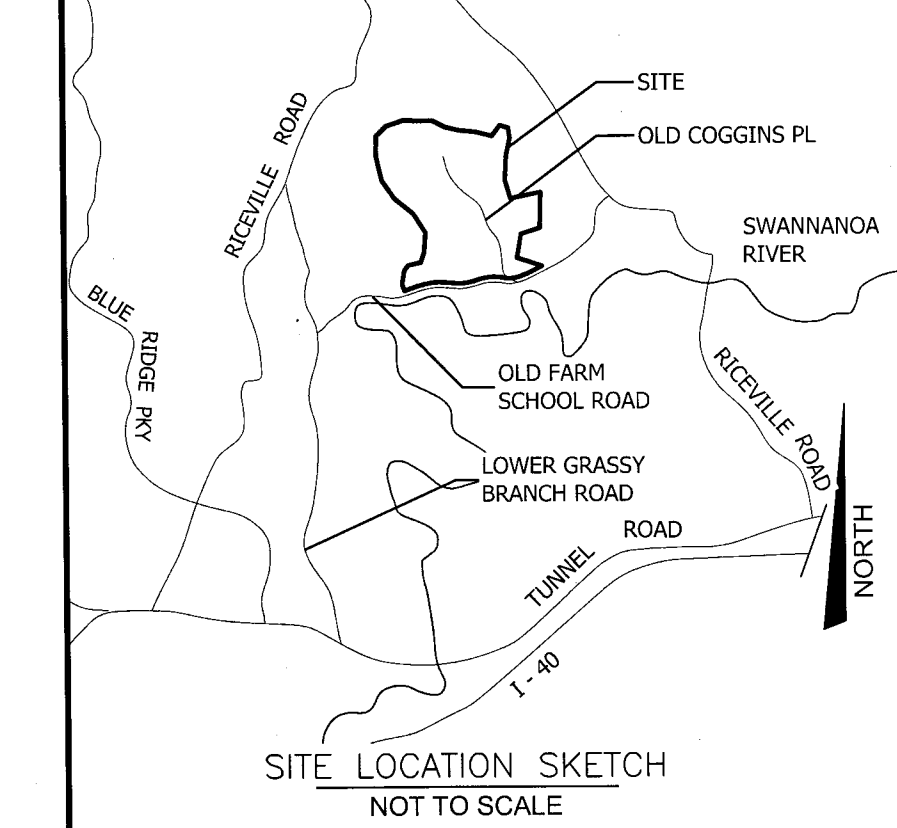 SITE
OLD COGGINS PL
RICEVILLE ROAD
SWANNANOA
RIVER
BLUE RIDGE PKY
OLD FARM
SCHOOL ROAD
RICEVILLE ROAD
LOWER GRASSY
BRANCH ROAD
TUNNEL ROAD
NORTH
I - 40
SITE LOCATION SKETCH
NOT TO SCALE